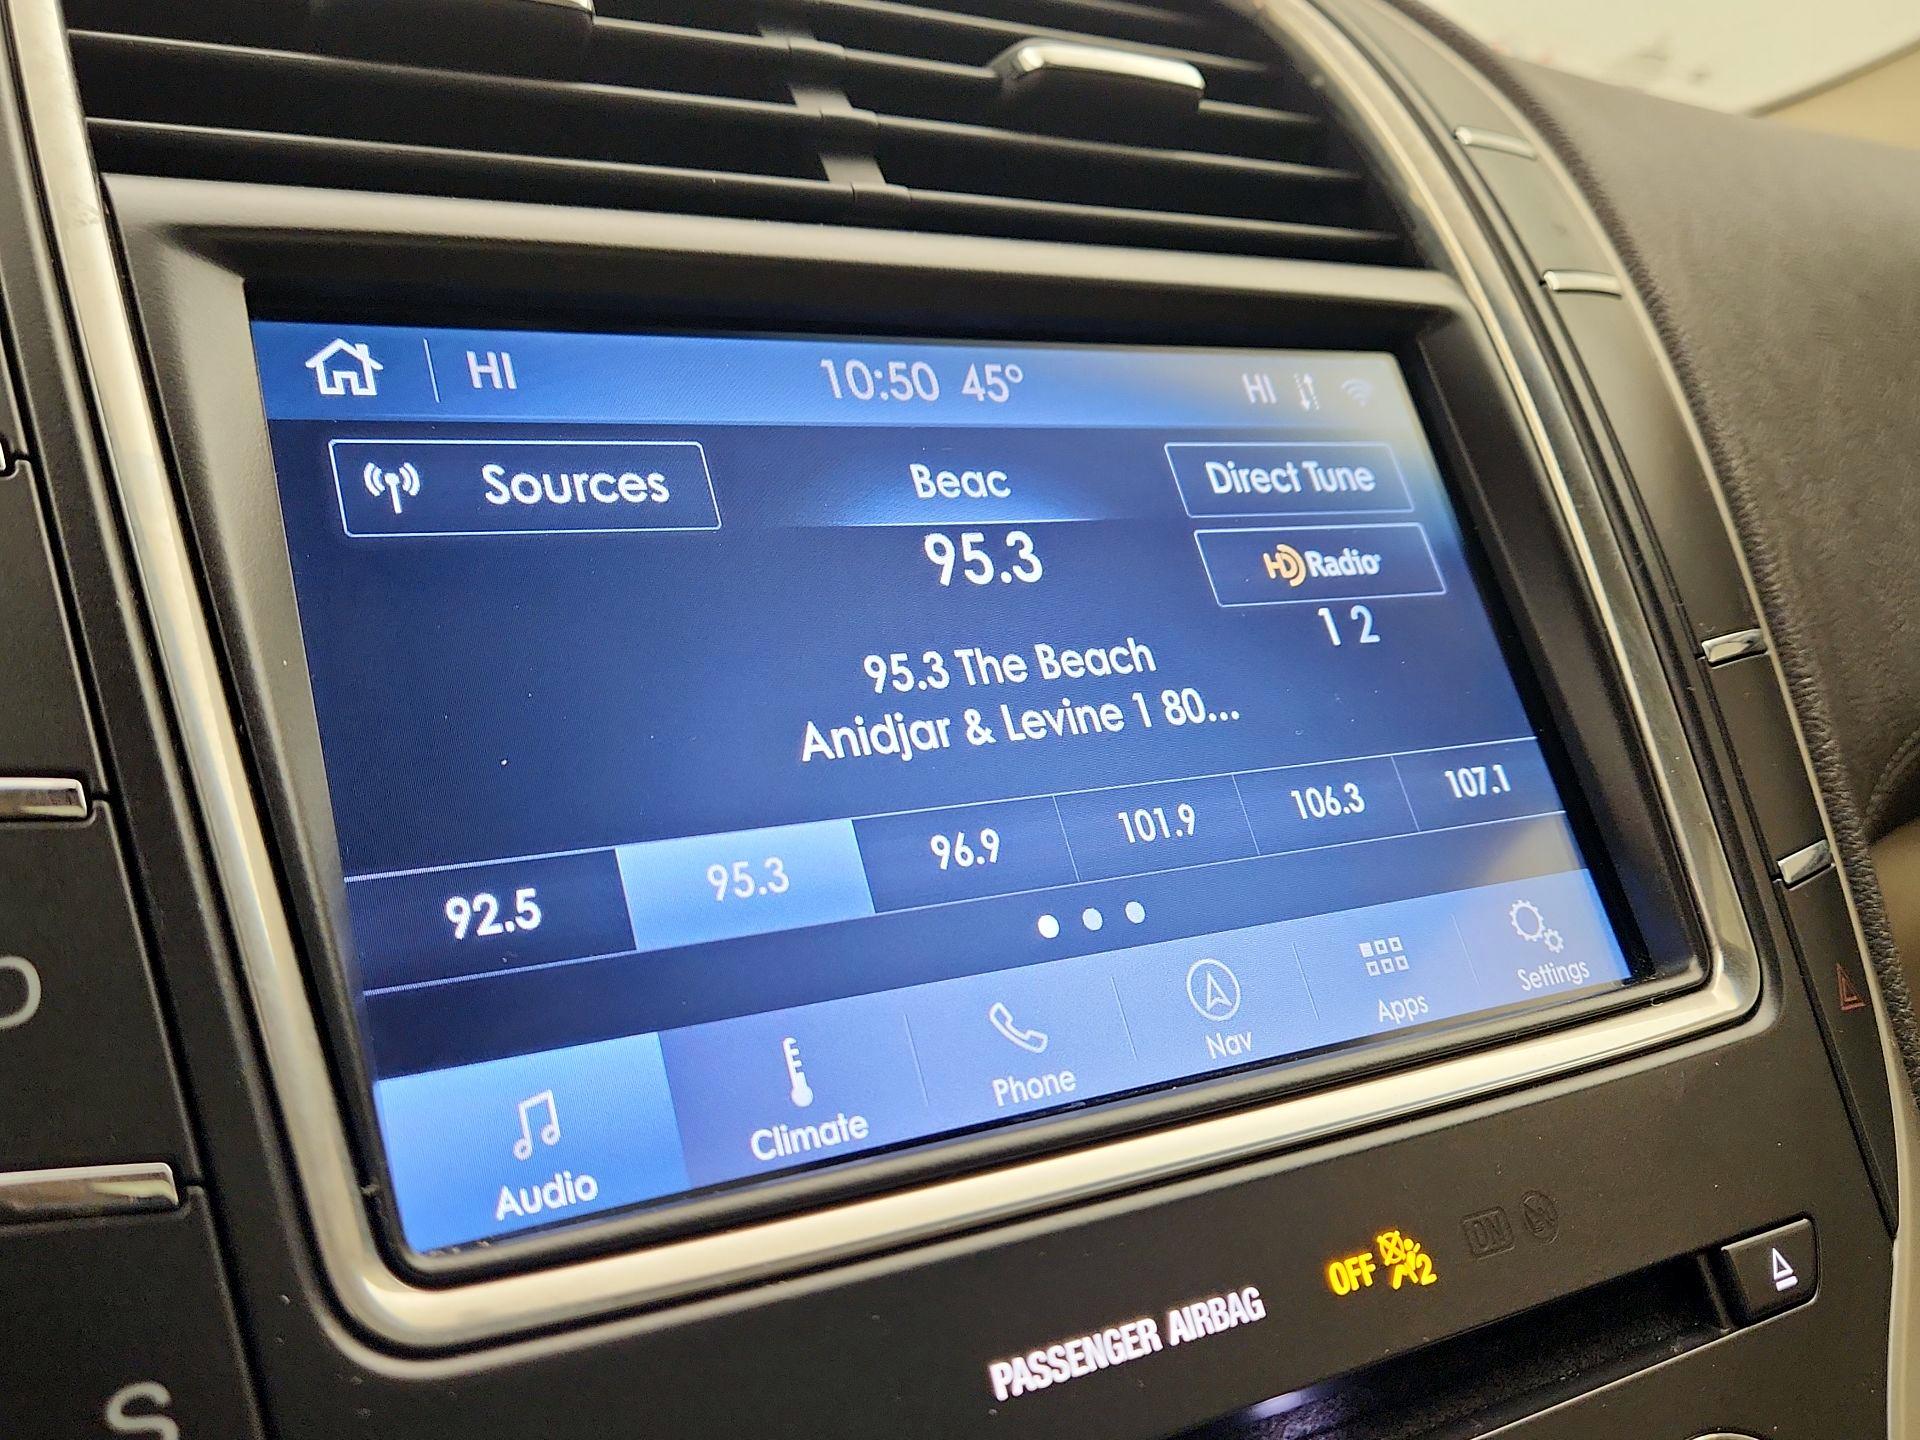 HI 10:50 45° HI
Sources Beac Direct Tune
95.3 HD Radio
1 2
95.3 The Beach
Anidjar & Levine 1 80...
92.5 95.3 96.9 101.9 106.3 107.1
Audio Climate Phone Nav Apps Settings
PASSENGER AIRBAG OFF 2 ON
D
S